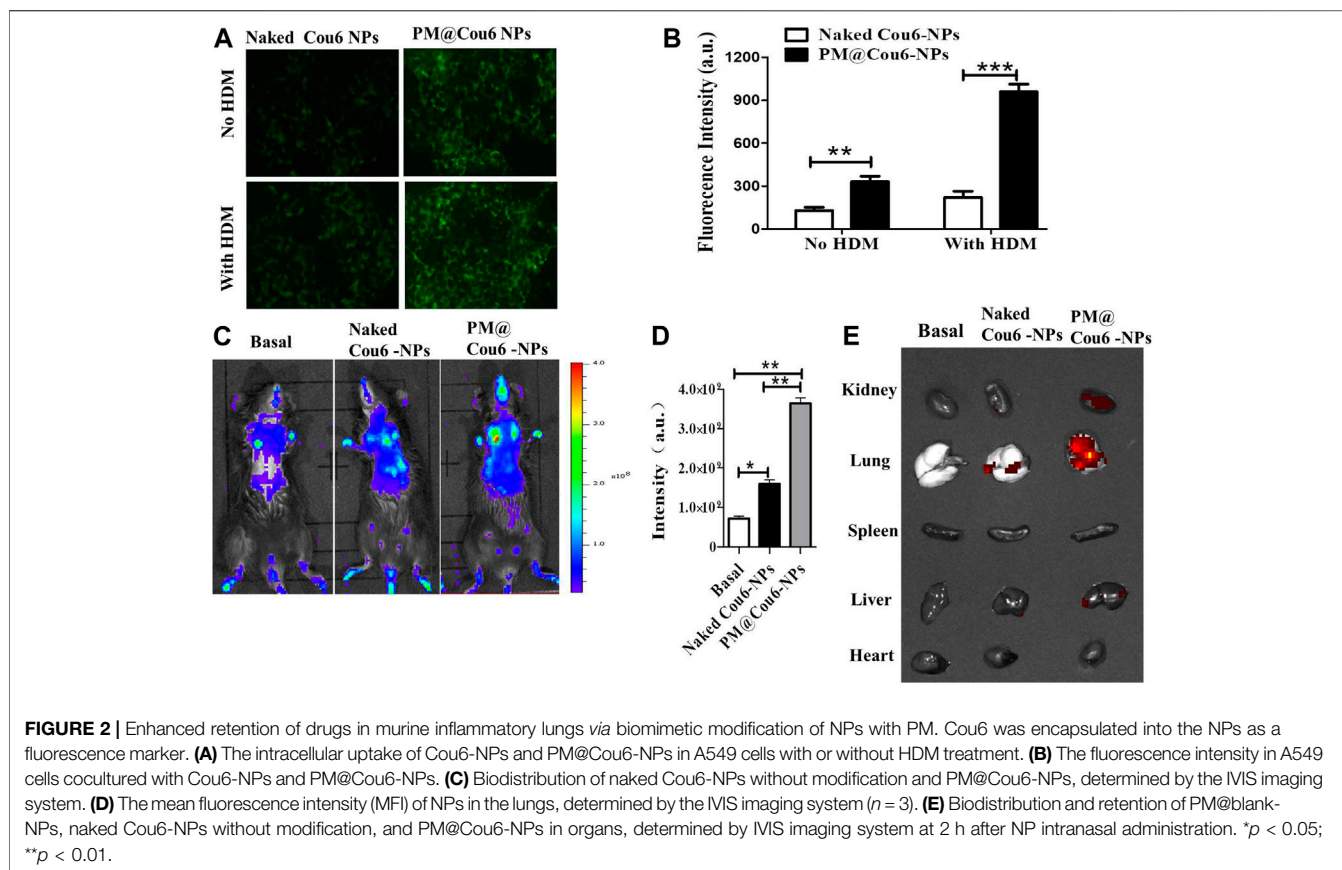 A
Naked Cou6 NPs
PM@Cou6 NPs
No HDM
With HDM
B
Naked Cou6-NPs
PM@Cou6-NPs
Fluorecence Intensity (a.u.)
1200
900
600
300
0
**
***
No HDM
With HDM
C
Basal
Naked
Cou6 -NPs
PM@
Cou6 -NPs
4.0
3.0
2.0
×10⁸
1.0
D
Intensity (a.u.)
4.0×10⁹
3.0×10⁹
2.0×10⁹
1.0×10⁹
0
**
**
*
Basal
Naked Cou6-NPs
PM@Cou6-NPs
E
Basal
Naked
Cou6 -NPs
PM@
Cou6 -NPs
Kidney
Lung
Spleen
Liver
Heart
FIGURE 2 | Enhanced retention of drugs in murine inflammatory lungs via biomimetic modification of NPs with PM. Cou6 was encapsulated into the NPs as a
fluorescence marker. (A) The intracellular uptake of Cou6-NPs and PM@Cou6-NPs in A549 cells with or without HDM treatment. (B) The fluorescence intensity in A549
cells cocultured with Cou6-NPs and PM@Cou6-NPs. (C) Biodistribution of naked Cou6-NPs without modification and PM@Cou6-NPs, determined by the IVIS imaging
system. (D) The mean fluorescence intensity (MFI) of NPs in the lungs, determined by the IVIS imaging system (n = 3). (E) Biodistribution and retention of PM@blank-
NPs, naked Cou6-NPs without modification, and PM@Cou6-NPs in organs, determined by IVIS imaging system at 2 h after NP intranasal administration. *p < 0.05;
**p < 0.01.